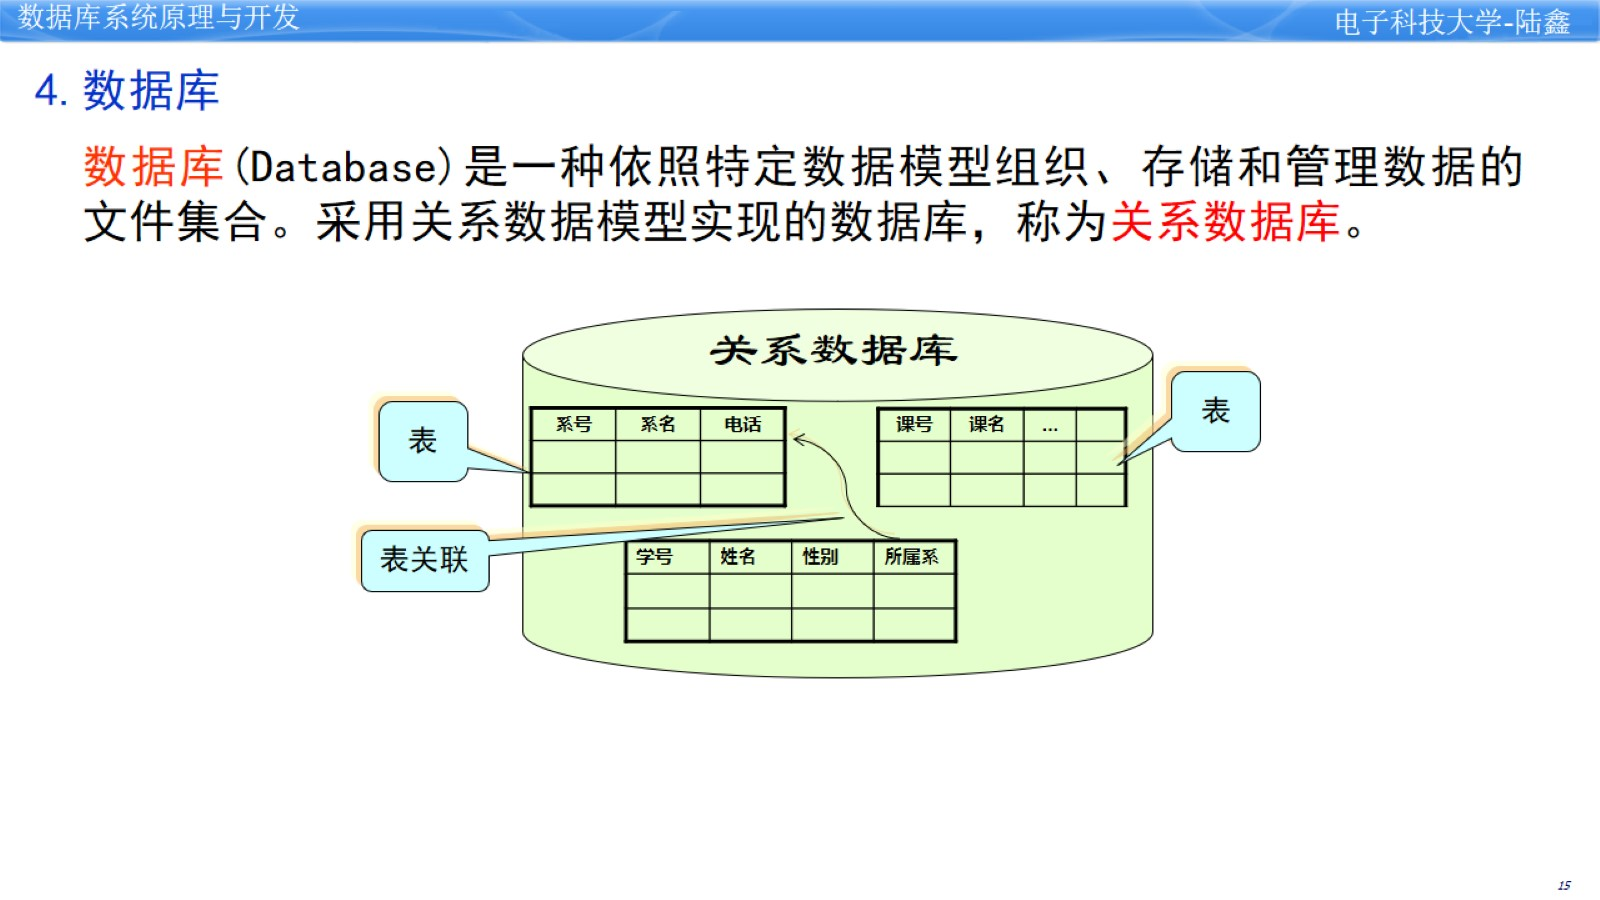 数据库系统原理与开发
电子科技大学-陆鑫
4. 数据库
数据库(Database)是一种依照特定数据模型组织、存储和管理数据的
文件集合。采用关系数据模型实现的数据库，称为关系数据库。
关系数据库
表
系号 系名 电话
课号 课名 ...
表
表关联
学号 姓名 性别 所属系
15